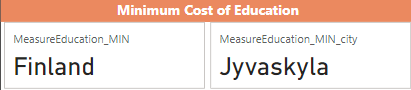 Minimum Cost of Education
MeasureEducation_MIN
Finland
MeasureEducation_MIN_city
Jyvaskyla